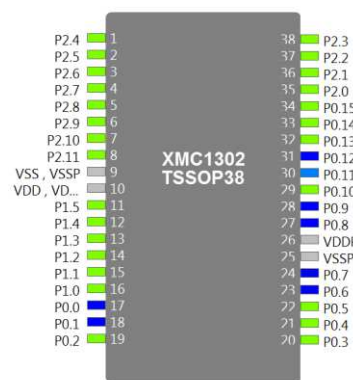 P2.4 1 38 P2.3
P2.5 2 37 P2.2
P2.6 3 36 P2.1
P2.7 4 35 P2.0
P2.8 5 34 P0.15
P2.9 6 33 P0.14
P2.10 7 32 P0.13
P2.11 8 31 P0.12
XMC1302
VSS , VSSP 9 30 P0.11
TSSOP38
VDD , VD... 10 29 P0.10
P1.5 11 28 P0.9
P1.4 12 27 P0.8
P1.3 13 26 VDDP
P1.2 14 25 VSSP
P1.1 15 24 P0.7
P1.0 16 23 P0.6
P0.0 17 22 P0.5
P0.1 18 21 P0.4
P0.2 19 20 P0.3